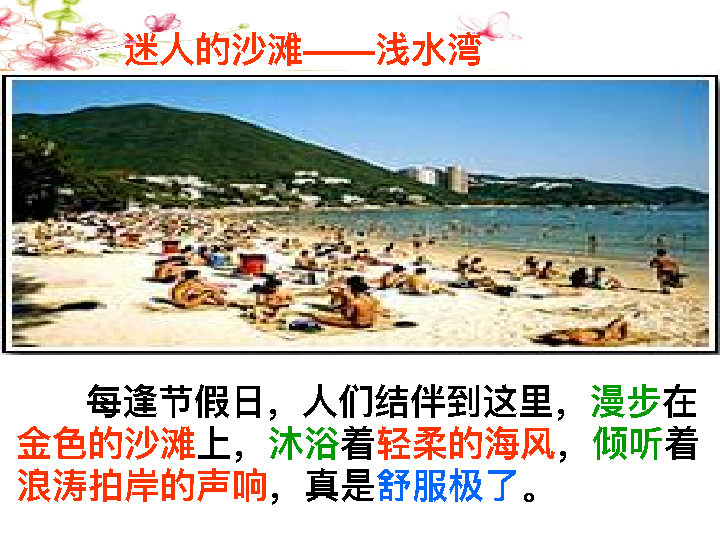 迷人的沙滩——浅水湾
每逢节假日，人们结伴到这里，漫步在
金色的沙滩上，沐浴着轻柔的海风，倾听着
浪涛拍岸的声响，真是舒服极了。